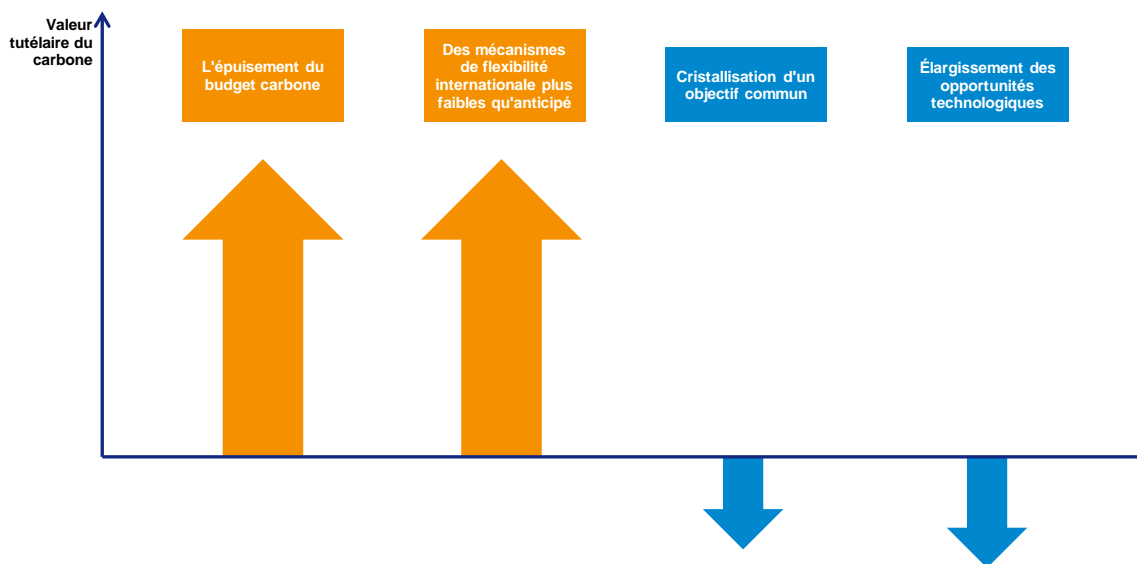 Valeur
tutélaire du
carbone
L'épuisement du
budget carbone
Des mécanismes
de flexibilité
internationale plus
faibles qu'anticipé
Cristallisation d'un
objectif commun
Élargissement des
opportunités
technologiques